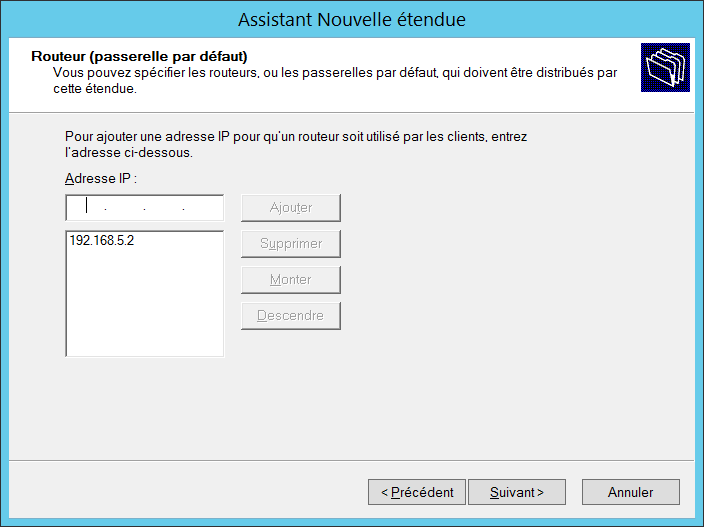 Assistant Nouvelle étendue
Routeur (passerelle par défaut)
Vous pouvez spécifier les routeurs, ou les passerelles par défaut, qui doivent être distribués par
cette étendue.
Pour ajouter une adresse IP pour qu'un routeur soit utilisé par les clients, entrez
l'adresse ci-dessous.
Adresse IP :
. . .
Ajouter
192.168.5.2
Supprimer
Monter
Descendre
< Précédent
Suivant >
Annuler